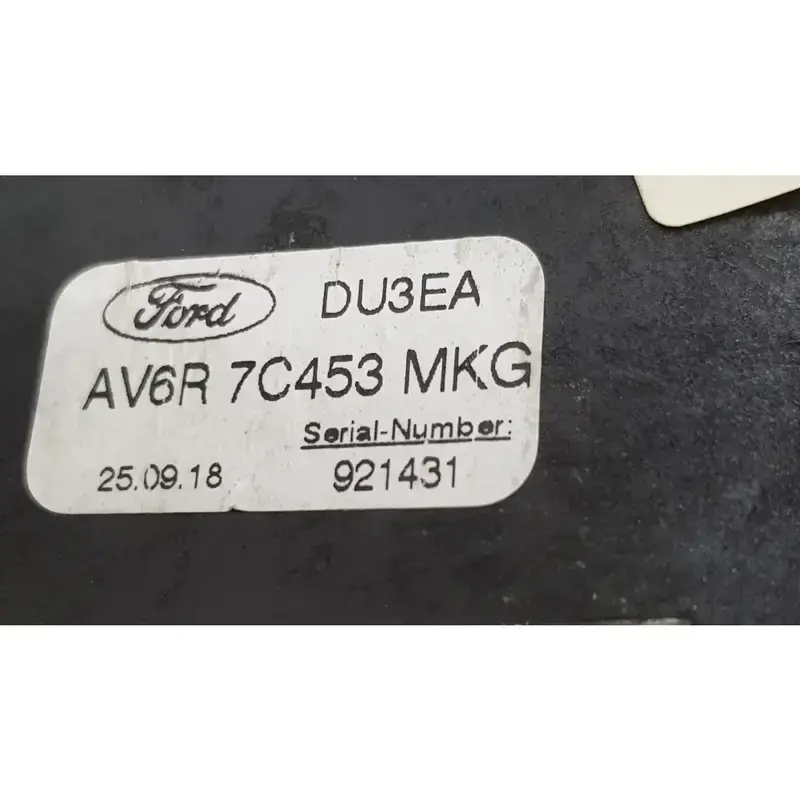 Ford DU3EA
AV6R 7C453 MKG
Serial-Number:
25.09.18 921431